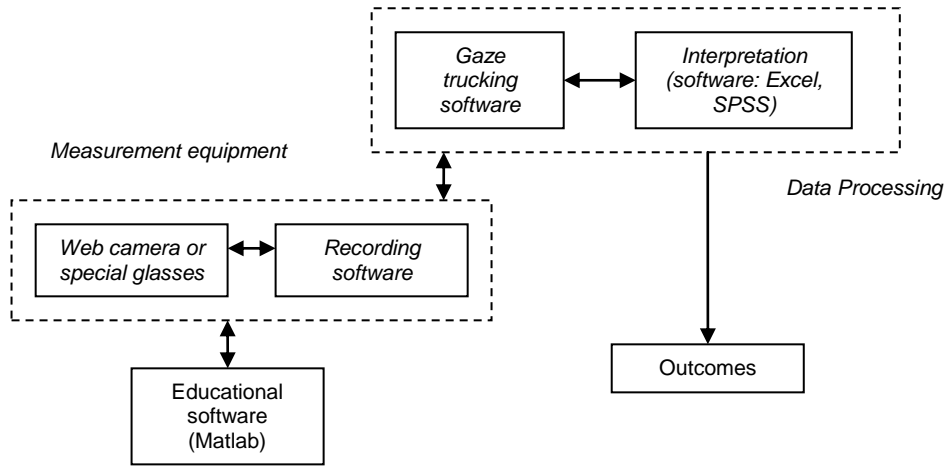 Gaze
trucking
software
Interpretation
(software: Excel,
SPSS)
Measurement equipment
Data Processing
Web camera or
special glasses
Recording
software
Outcomes
Educational
software
(Matlab)